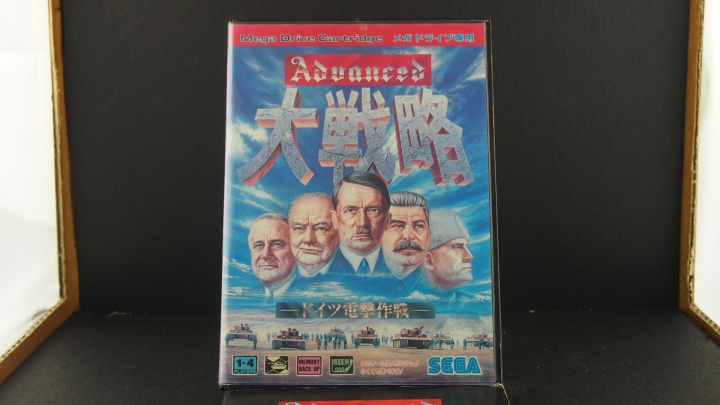 Mega Drive Cartridge メガドライブ専用
Advanced
大戦略
ードイツ電撃作戦ー
1-4
PLAYERS
MEMORY
BACK UP
MODEM
SEGA